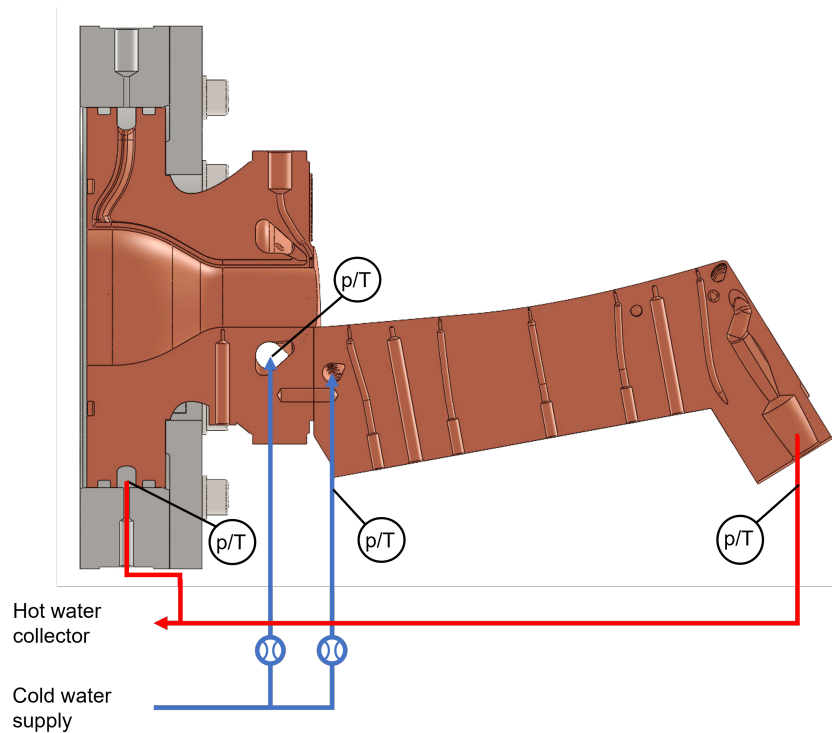 p/T
p/T
p/T
p/T
Hot water
collector
Cold water
supply